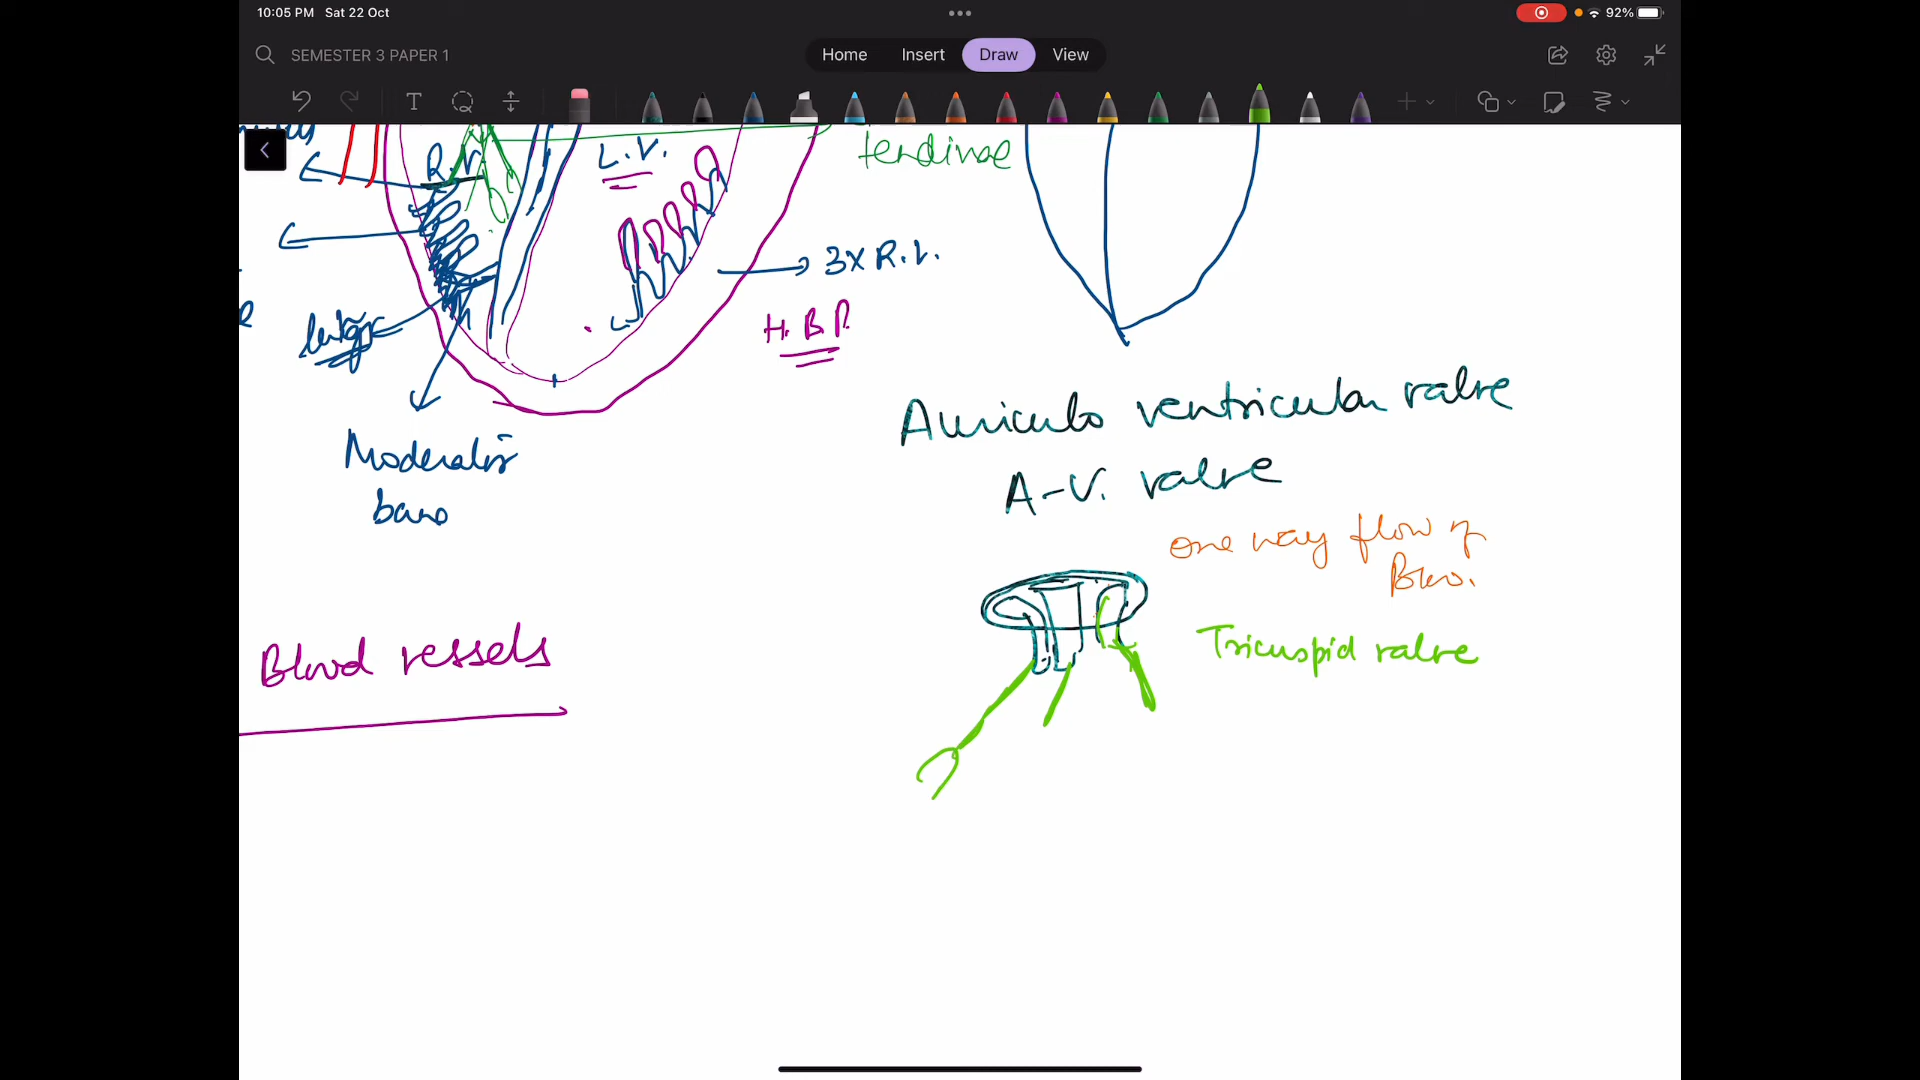 10:05 PM Sat 22 Oct
92%
SEMESTER 3 PAPER 1
Home Insert Draw View
tendinae
R.V.
L.V.
3X R.V.
H.B.P.
Auriculo ventricular valve
A-V. valve
Moderator
band
one way flow of
Tricuspid valve
Blood vessels